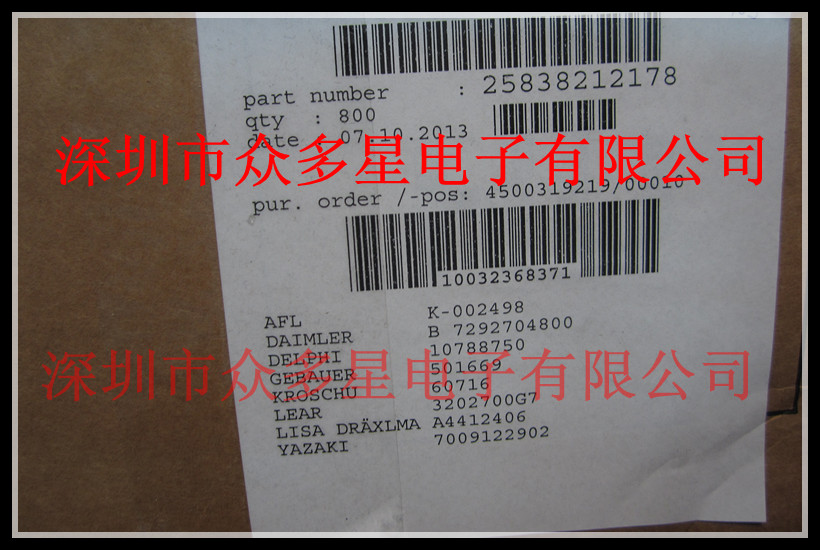 part number : 25838212178
qty : 800
date 07.10.2013
深圳市众多星电子有限公司
pur. order /-pos: 4500319219/00010
10032368371
AFL K-002498
DAIMLER B 7292704800
DELPHI 10788750
深圳市众多星电子有限公司
GEBAUER 501669
KROSCHU 60716
LEAR 3202700G7
LISA DRÄXLMA A4412406
YAZAKI 7009122902